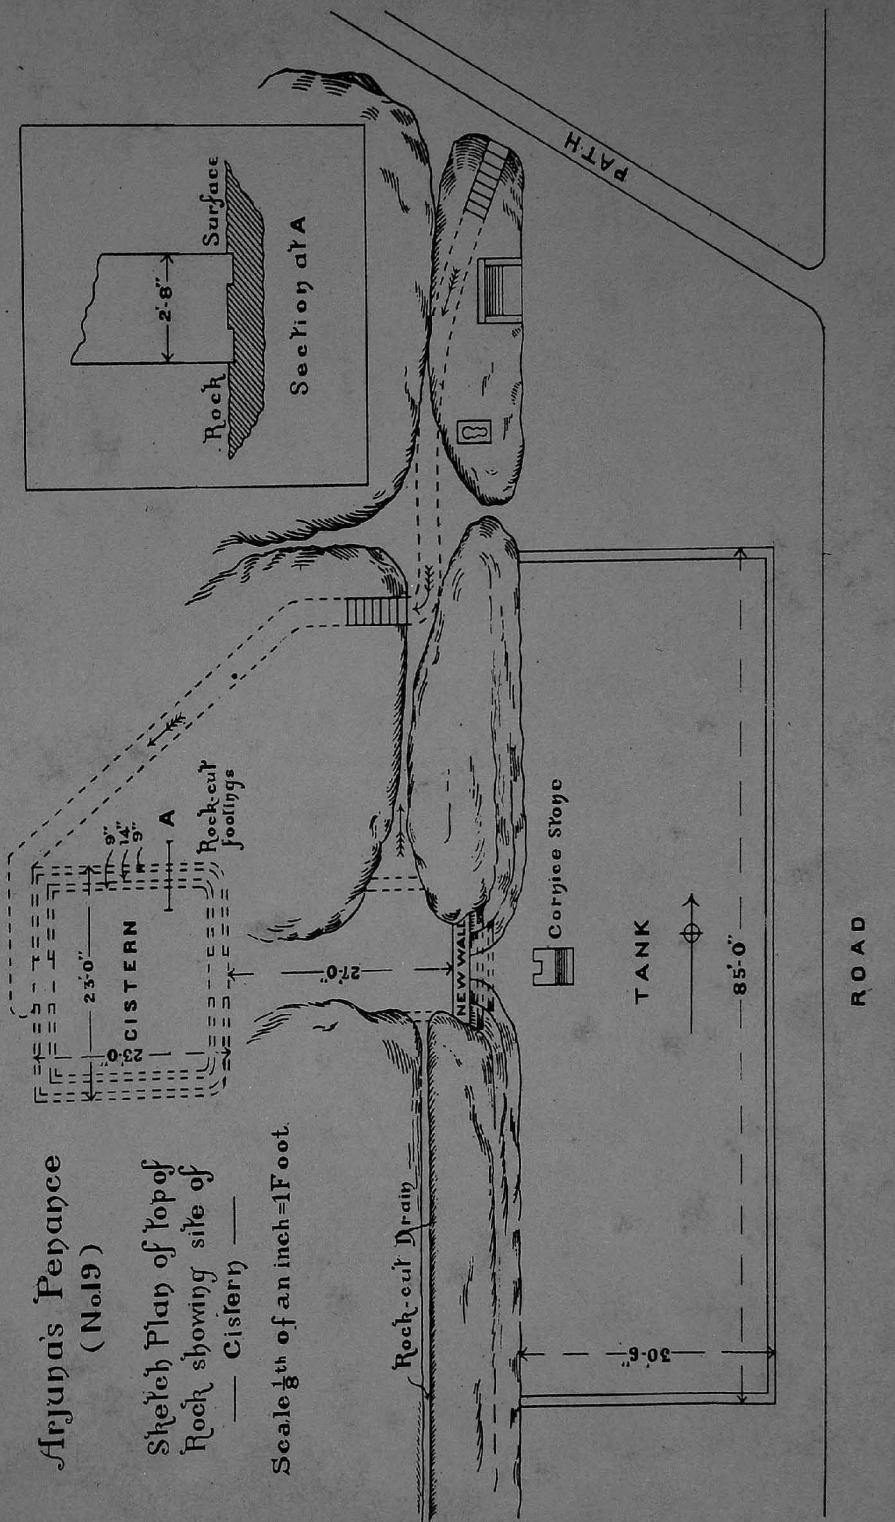 Arjuna's Penance
(No.19)
Sketch Plan of top of
Rock showing site of
Cistern
Scale 1/8th of an inch=1Foot.
23'-0"
CISTERN
23'-0"
9"
14"
9"
A
Rock-cut
footings
27'-0"
Rock-cut Drain
NEW WALL
Cornice Stone
TANK
85'-0"
30'-6"
ROAD
PATH
2'-8"
Rock
Surface
Section at A